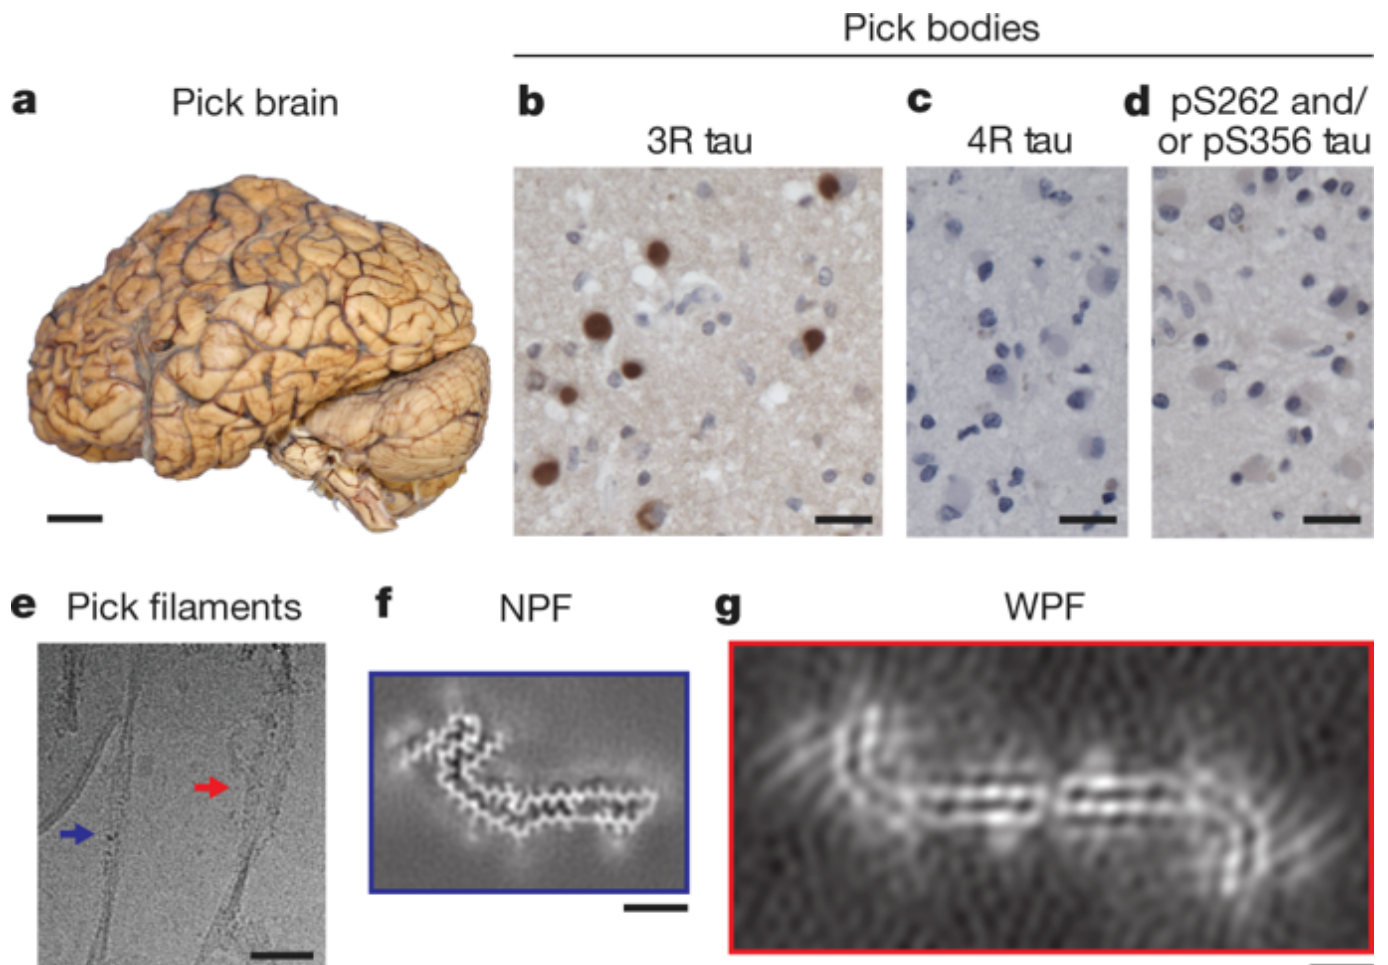 Pick bodies
a Pick brain
b 3R tau
c 4R tau
d pS262 and/
or pS356 tau
e Pick filaments
f NPF
g WPF